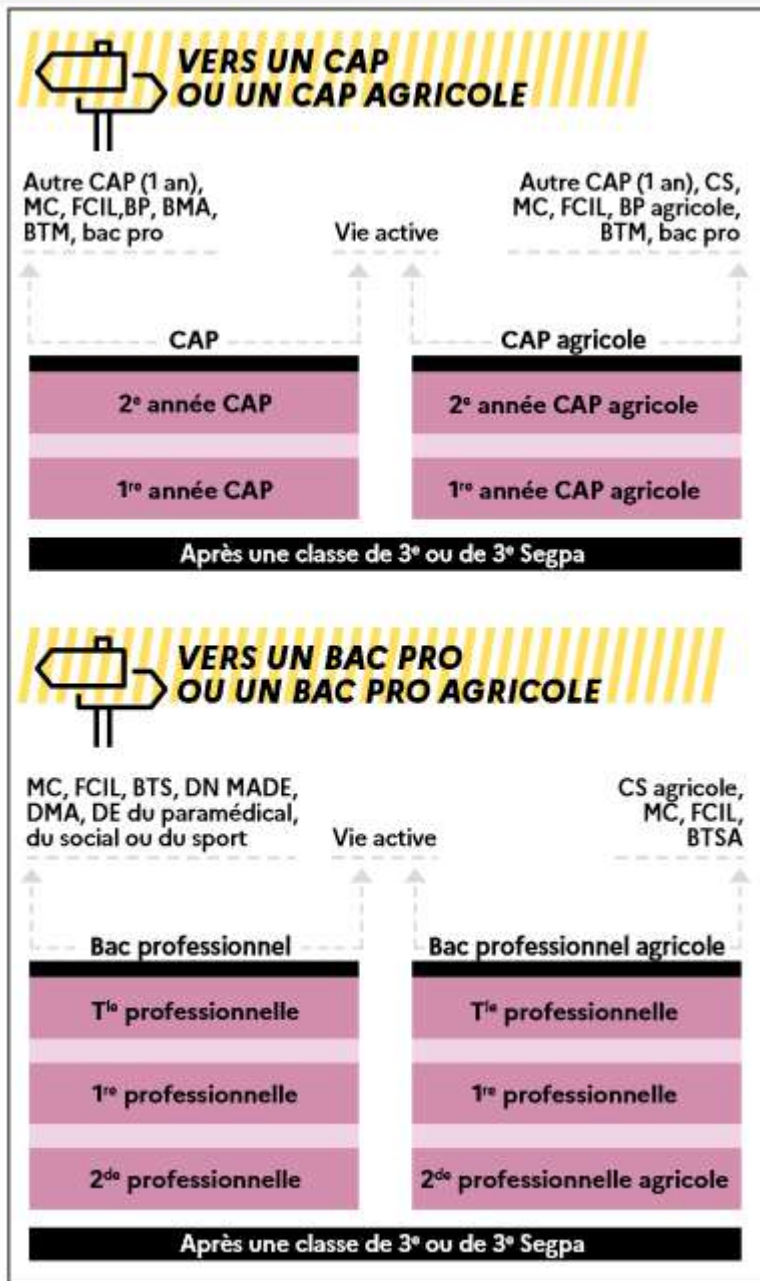 VERS UN CAP
OU UN CAP AGRICOLE
Autre CAP (1 an),
MC, FCIL,BP, BMA,
BTM, bac pro
Vie active
Autre CAP (1 an), CS,
MC, FCIL, BP agricole,
BTM, bac pro
CAP
CAP agricole
2e année CAP
2e année CAP agricole
1re année CAP
1re année CAP agricole
Après une classe de 3e ou de 3e Segpa
VERS UN BAC PRO
OU UN BAC PRO AGRICOLE
MC, FCIL, BTS, DN MADE,
DMA, DE du paramédical,
du social ou du sport
Vie active
CS agricole,
MC, FCIL,
BTSA
Bac professionnel
Bac professionnel agricole
Tle professionnelle
Tle professionnelle
1re professionnelle
1re professionnelle
2de professionnelle
2de professionnelle agricole
Après une classe de 3e ou de 3e Segpa